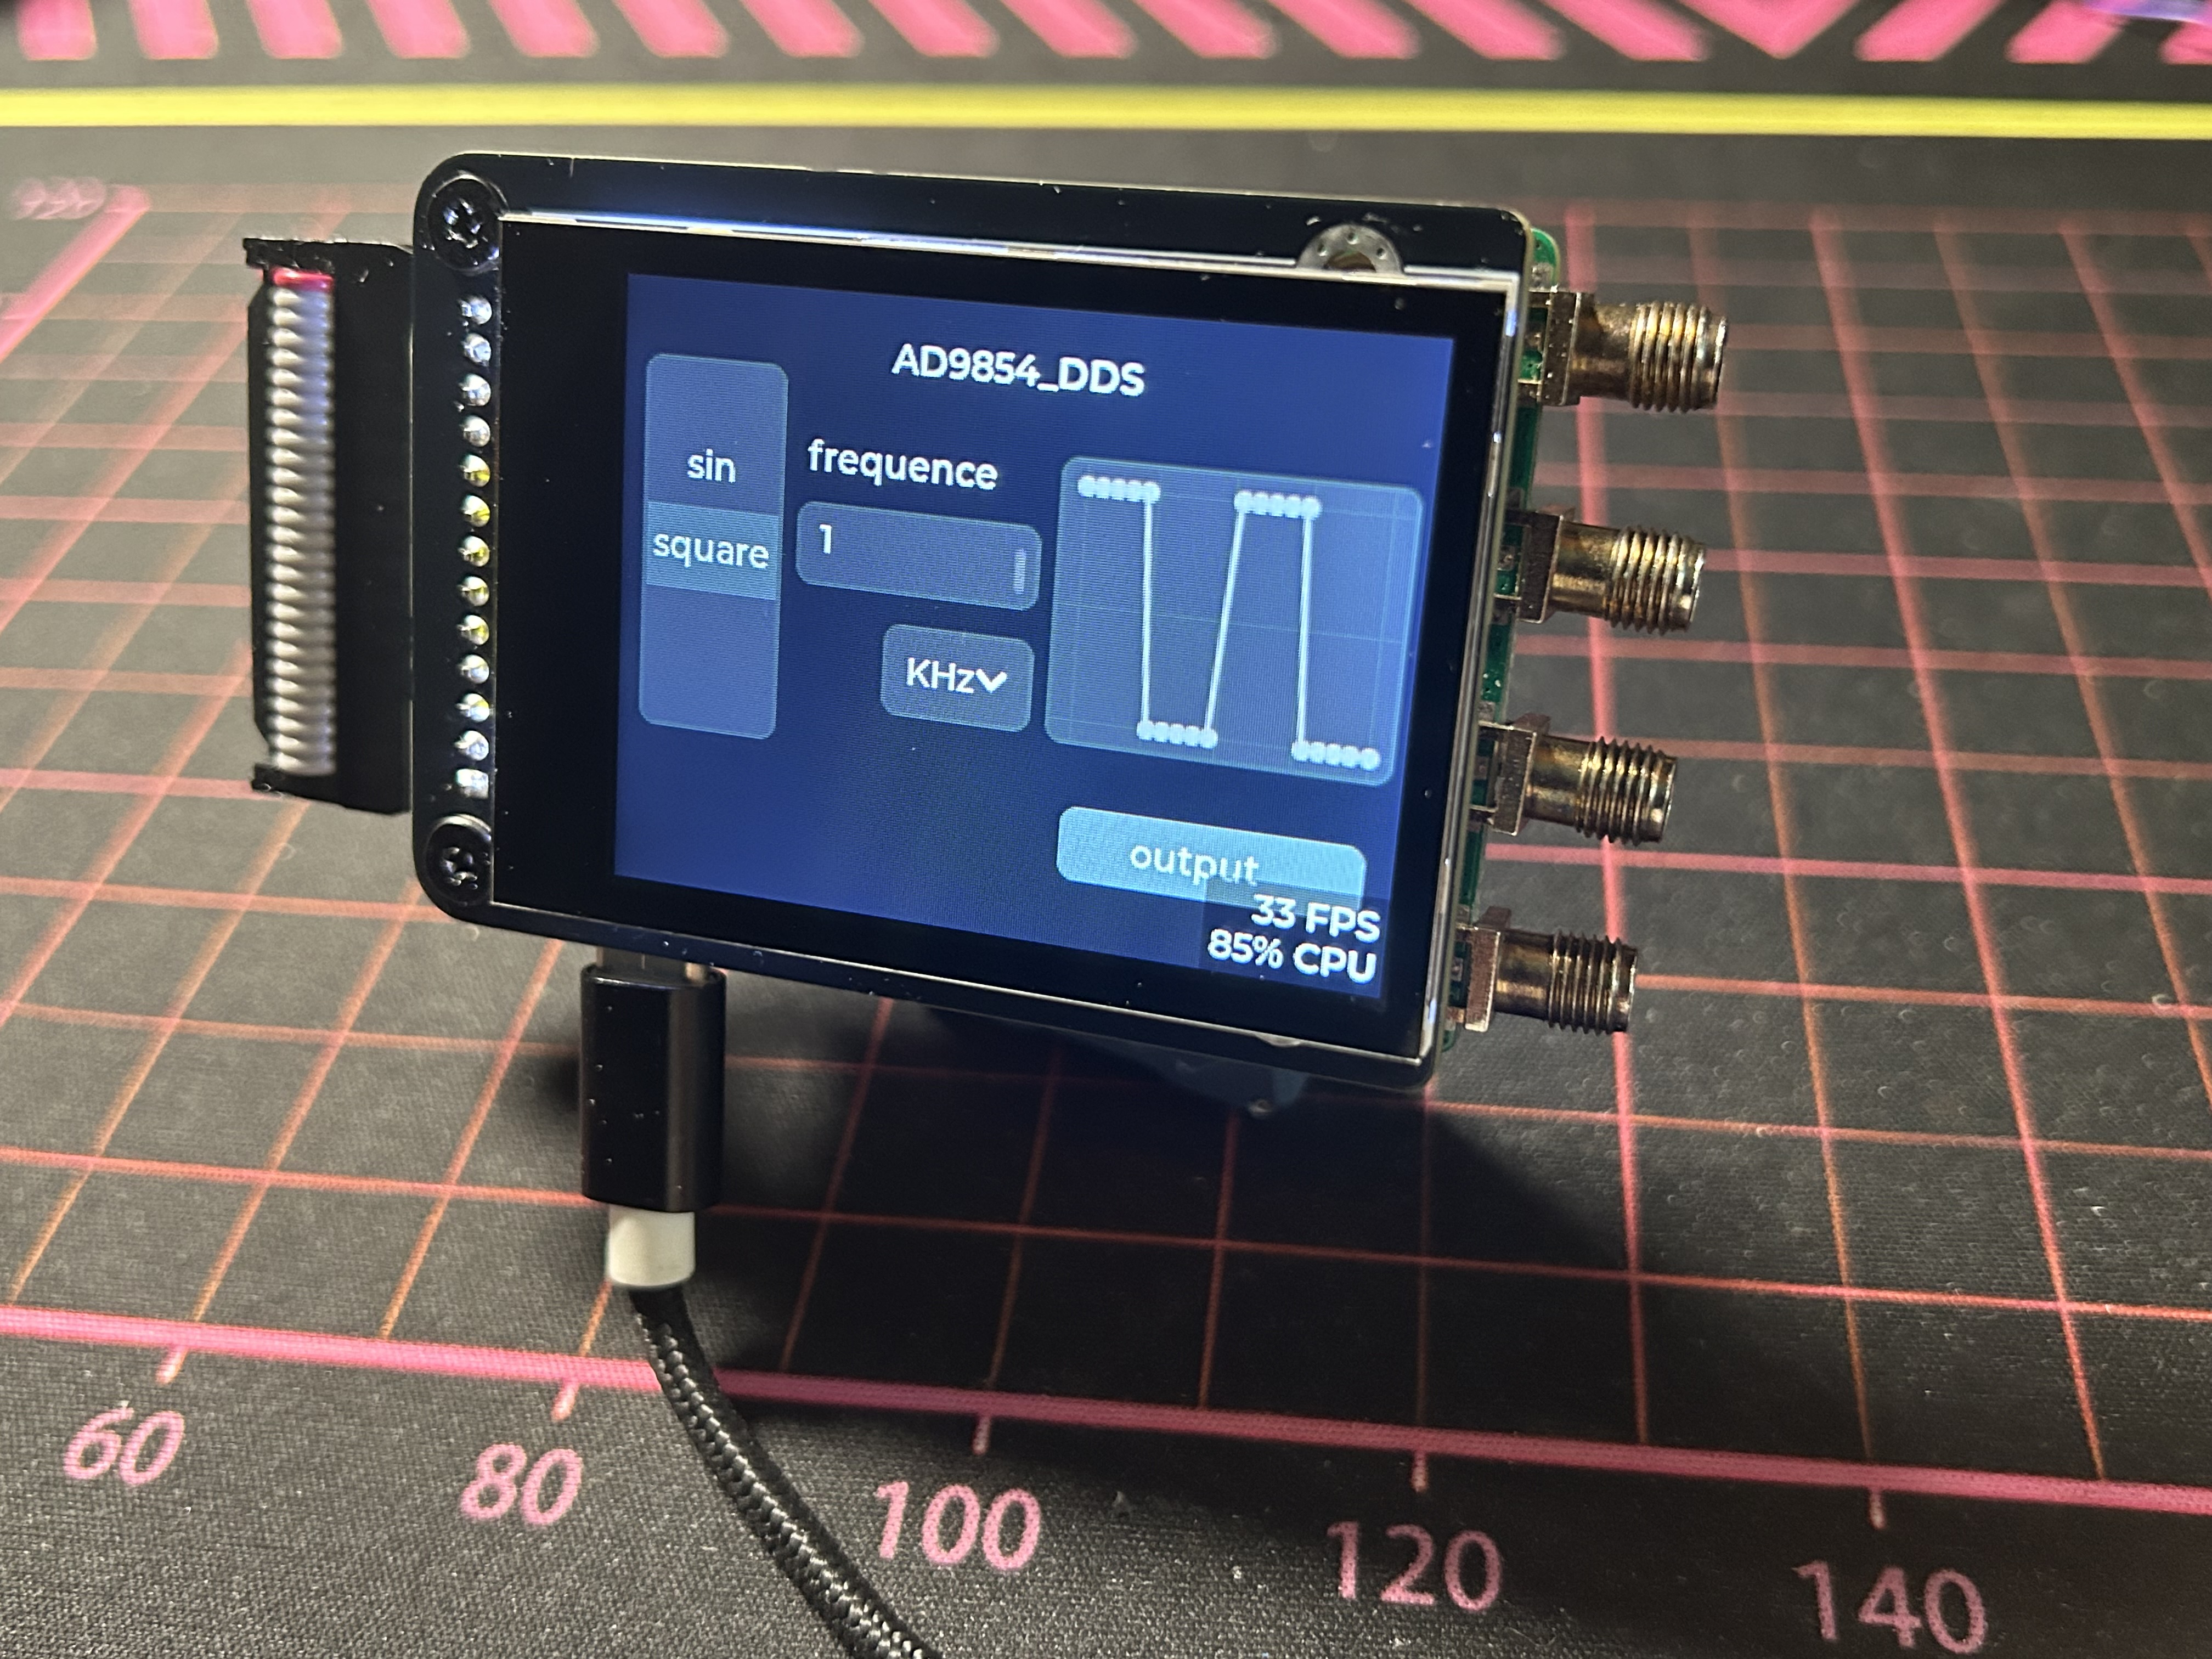 AD9854_DDS
sin
square
frequence
1
KHz
output
33 FPS
85% CPU
60
80
100
120
140